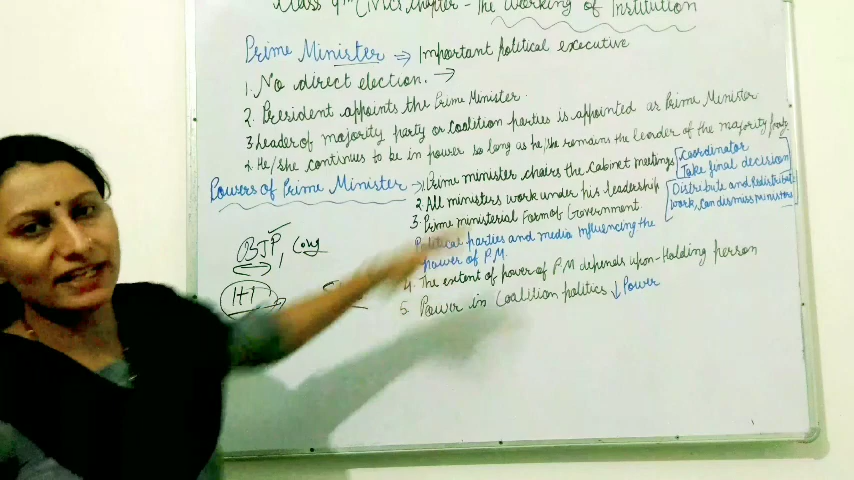 Class 9th Civics Chapter - The Working of Institution
Prime Minister ⇒ Important political executive
1. No direct election. →
2. President appoints the Prime Minister.
3 Leader of majority party or coalition parties is appointed as Prime Minister
4. He/she continues to be in power so long as he/she remains the leader of the majority party
Powers of Prime Minister → 1 Prime minister chairs the cabinet meetings [Coordinator
Take final decision
2. All ministers work under his leadership [Distribute and Redistribute
work, can dismiss ministers]
3. Prime ministerial Form of Government.
Political parties and media influencing the
power of P.M.
4. The extent of power of P.M depends upon - Holding person
5. Power in coalition politics ↓ Power
BJP, Cong